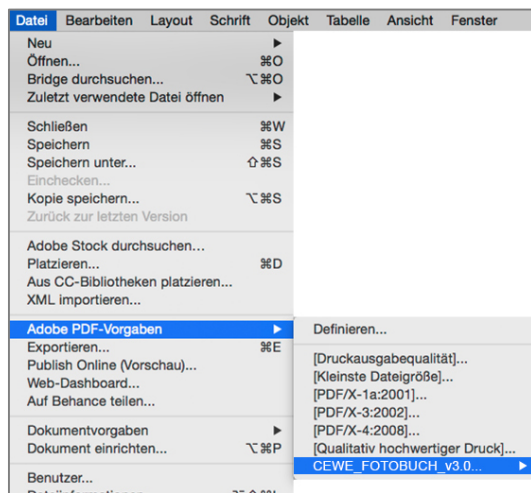 Datei Bearbeiten Layout Schrift Objekt Tabelle Ansicht Fenster
Neu ▶
Öffnen... ⌘O
Bridge durchsuchen... ⌥⌘O
Zuletzt verwendete Datei öffnen ▶
Schließen ⌘W
Speichern ⌘S
Speichern unter... ⇧⌘S
Einchecken...
Kopie speichern... ⌥⌘S
Zurück zur letzten Version
Adobe Stock durchsuchen...
Platzieren... ⌘D
Aus CC-Bibliotheken platzieren...
XML importieren...
Adobe PDF-Vorgaben ▶
Exportieren... ⌘E
Publish Online (Vorschau)...
Web-Dashboard...
Auf Behance teilen...
Dokumentvorgaben ▶
Dokument einrichten... ⌥⌘P
Benutzer...
Definieren...
[Druckausgabequalität]...
[Kleinste Dateigröße]...
[PDF/X-1a:2001]...
[PDF/X-3:2002]...
[PDF/X-4:2008]...
[Qualitativ hochwertiger Druck]...
CEWE_FOTOBUCH_v3.0... ▶